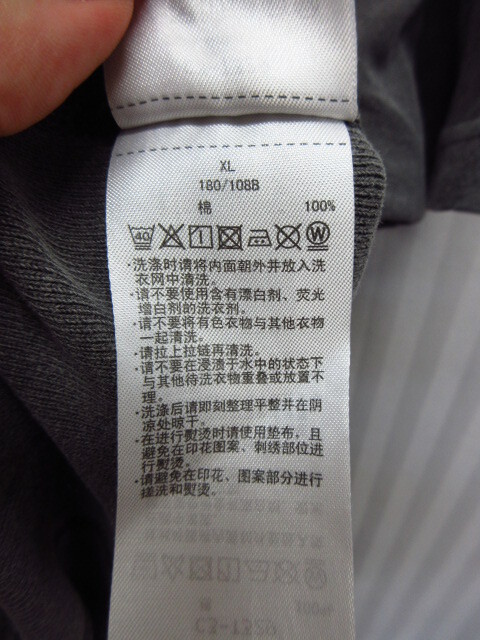 XL
180/108B
棉 100%
40 W
·洗涤时请将内面朝外并放入洗
衣网中清洗。
·请不要使用含有漂白剂、荧光
增白剂的洗衣剂。
·请不要将有色衣物与其他衣物
一起清洗。
·请拉上拉链再清洗。
·请不要在浸渍于水中的状态下
与其他待洗衣物重叠或放置不
理。
·洗涤后请即刻整理平整并在阴
凉处晾干。
·在进行熨烫时请使用垫布，且
避免在印花图案、刺绣部位进
行熨烫。
·请避免在印花、图案部分进行
搓洗和熨烫。